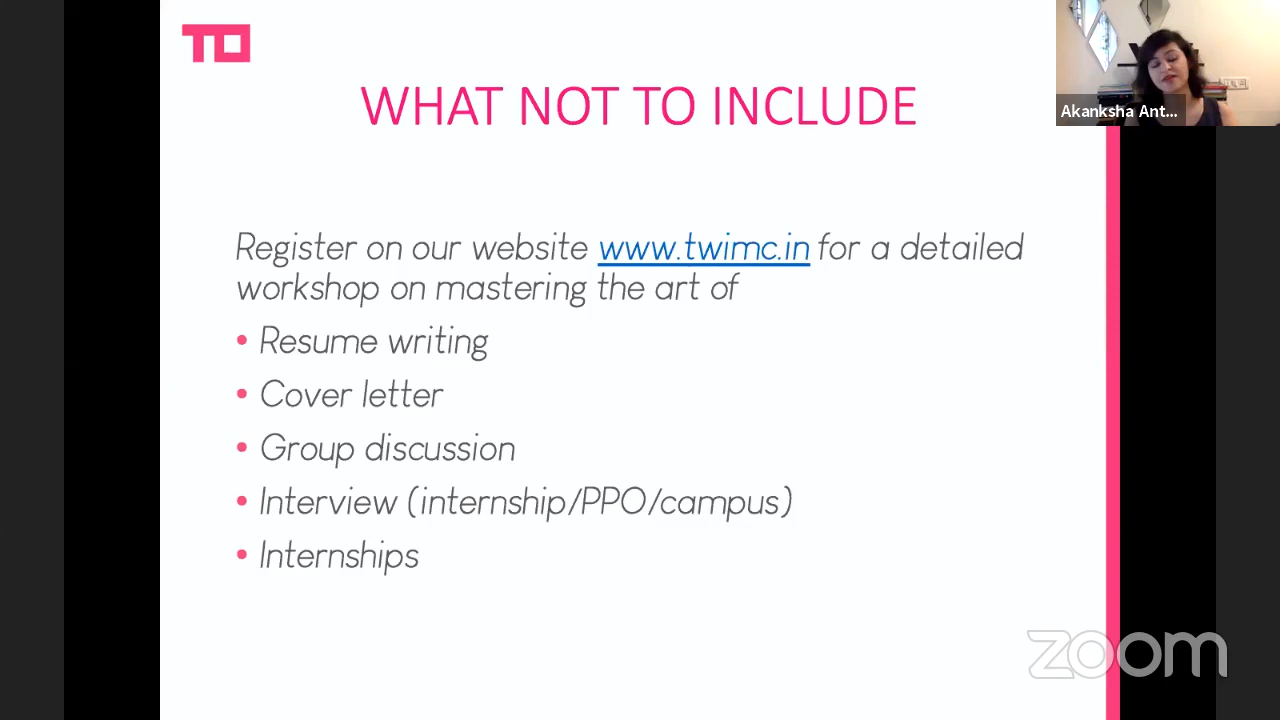 TO
WHAT NOT TO INCLUDE
Akanksha Ant...
Register on our website www.twimc.in for a detailed
workshop on mastering the art of
• Resume writing
• Cover letter
• Group discussion
• Interview (internship/PPO/campus)
• Internships
zoom